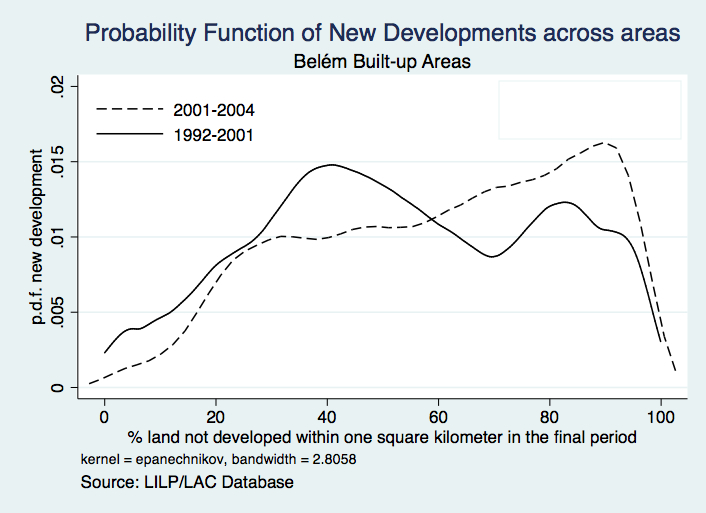 Probability Function of New Developments across areas
Belém Built-up Areas
2001-2004
1992-2001
p.d.f. new development
.02
.015
.01
.005
0
0 20 40 60 80 100
% land not developed within one square kilometer in the final period
kernel = epanechnikov, bandwidth = 2.8058
Source: LILP/LAC Database